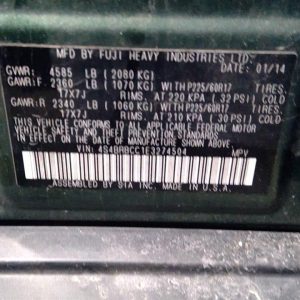 MFD. BY FUJI HEAVY INDUSTRIES LTD.
DATE 01/14
GVWR: 4585 LB (2080 KG)
GAWR: F 2360 LB (1070 KG) WITH P225/60R17 TIRES,
17X7J RIMS, AT 220 KPA (32 PSI) COLD
GAWR: R 2340 LB (1060 KG) WITH P225/60R17 TIRES,
17X7J RIMS, AT 210 KPA (30 PSI) COLD
THIS VEHICLE CONFORMS TO ALL APPLICABLE
FEDERAL MOTOR VEHICLE SAFETY, BUMPER AND
THEFT PREVENTION STANDARDS
IN EFFECT ON THE DATE OF
MANUFACTURE SHOWN ABOVE.
VIN: MPV
ASSEMBLED BY SIA, INC. IN U.S.A.